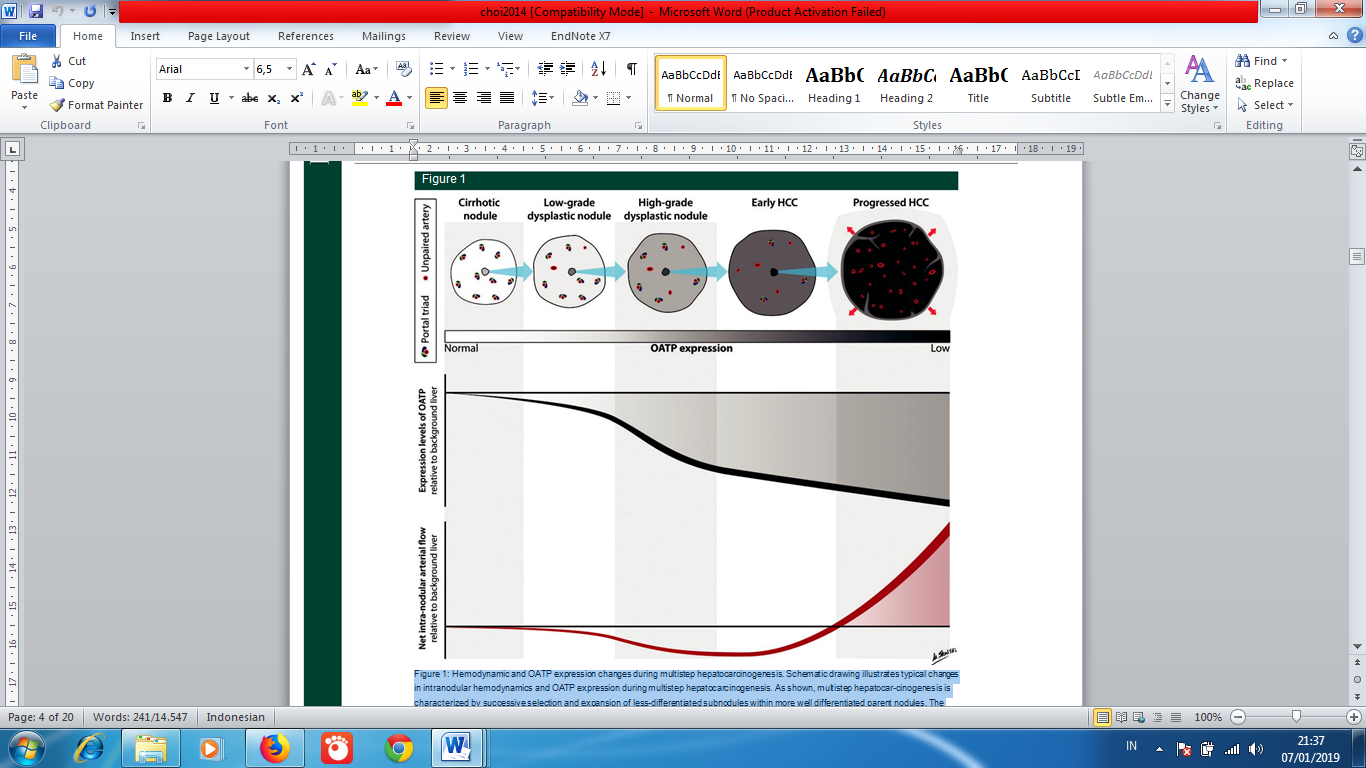 choi2014 [Compatibility Mode] - Microsoft Word (Product Activation Failed)
File Home Insert Page Layout References Mailings Review View EndNote X7
Paste
Cut
Copy
Format Painter
Clipboard
Arial 6,5
Font
Paragraph
AaBbCcDdE AaBbCcDdE AaBbC AaBbCc AaBbC AaBbCcI AaBbCcDdE
¶ Normal ¶ No Spaci... Heading 1 Heading 2 Title Subtitle Subtle Em...
Styles
Change
Styles
Find
Replace
Select
Editing
Figure 1
Portal triad Unpaired artery
Cirrhotic
nodule
Low-grade
dysplastic nodule
High-grade
dysplastic nodule
Early HCC
Progressed HCC
Normal OATP expression Low
Expression levels of OATP
relative to background liver
Net intra-nodular arterial flow
relative to background liver
Figure 1: Hemodynamic and OATP expression changes during multistep hepatocarcinogenesis. Schematic drawing illustrates typical changes
in intranodular hemodynamics and OATP expression during multistep hepatocarcinogenesis. As shown, multistep hepatocar-cinogenesis is
characterized by successive selection and expansion of less-differentiated subnodules within more well differentiated parent nodules. The
Page: 4 of 20 Words: 241/14.547 Indonesian 100%
IN 21:37
07/01/2019